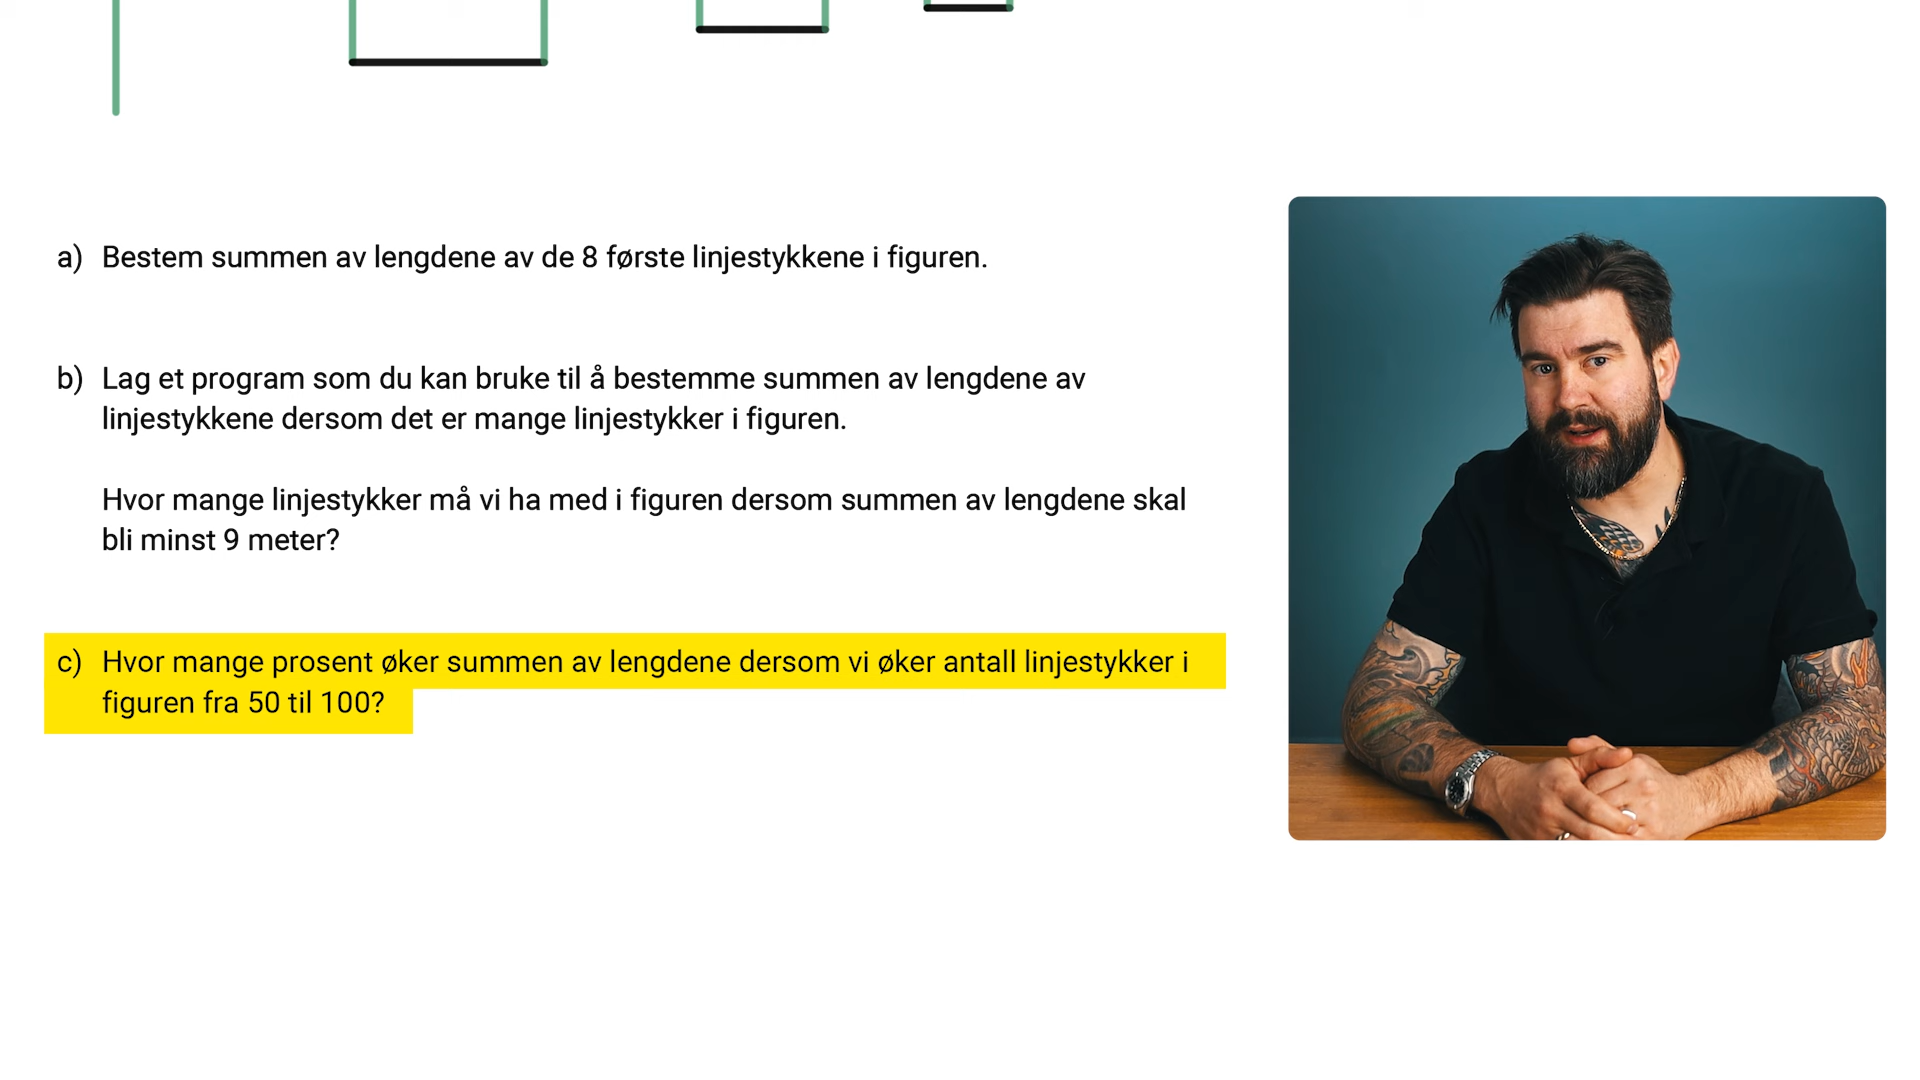 a) Bestem summen av lengdene av de 8 første linjestykkene i figuren.
b) Lag et program som du kan bruke til å bestemme summen av lengdene av
linjestykkene dersom det er mange linjestykker i figuren.
Hvor mange linjestykker må vi ha med i figuren dersom summen av lengdene skal
bli minst 9 meter?
c) Hvor mange prosent øker summen av lengdene dersom vi øker antall linjestykker i
figuren fra 50 til 100?